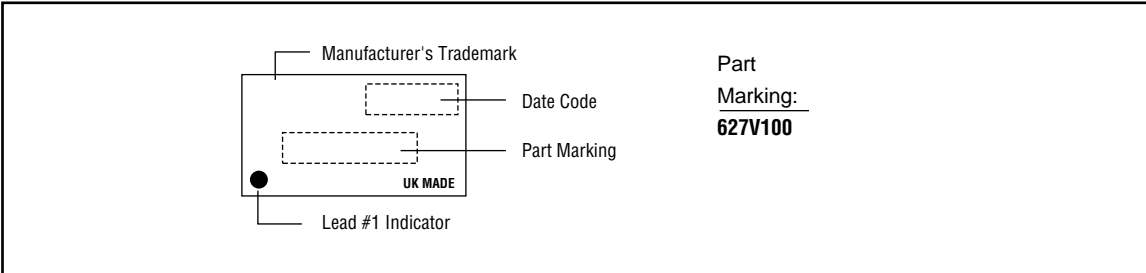 Manufacturer's Trademark
Date Code
Part Marking
UK MADE
Lead #1 Indicator
Part
Marking:
627V100